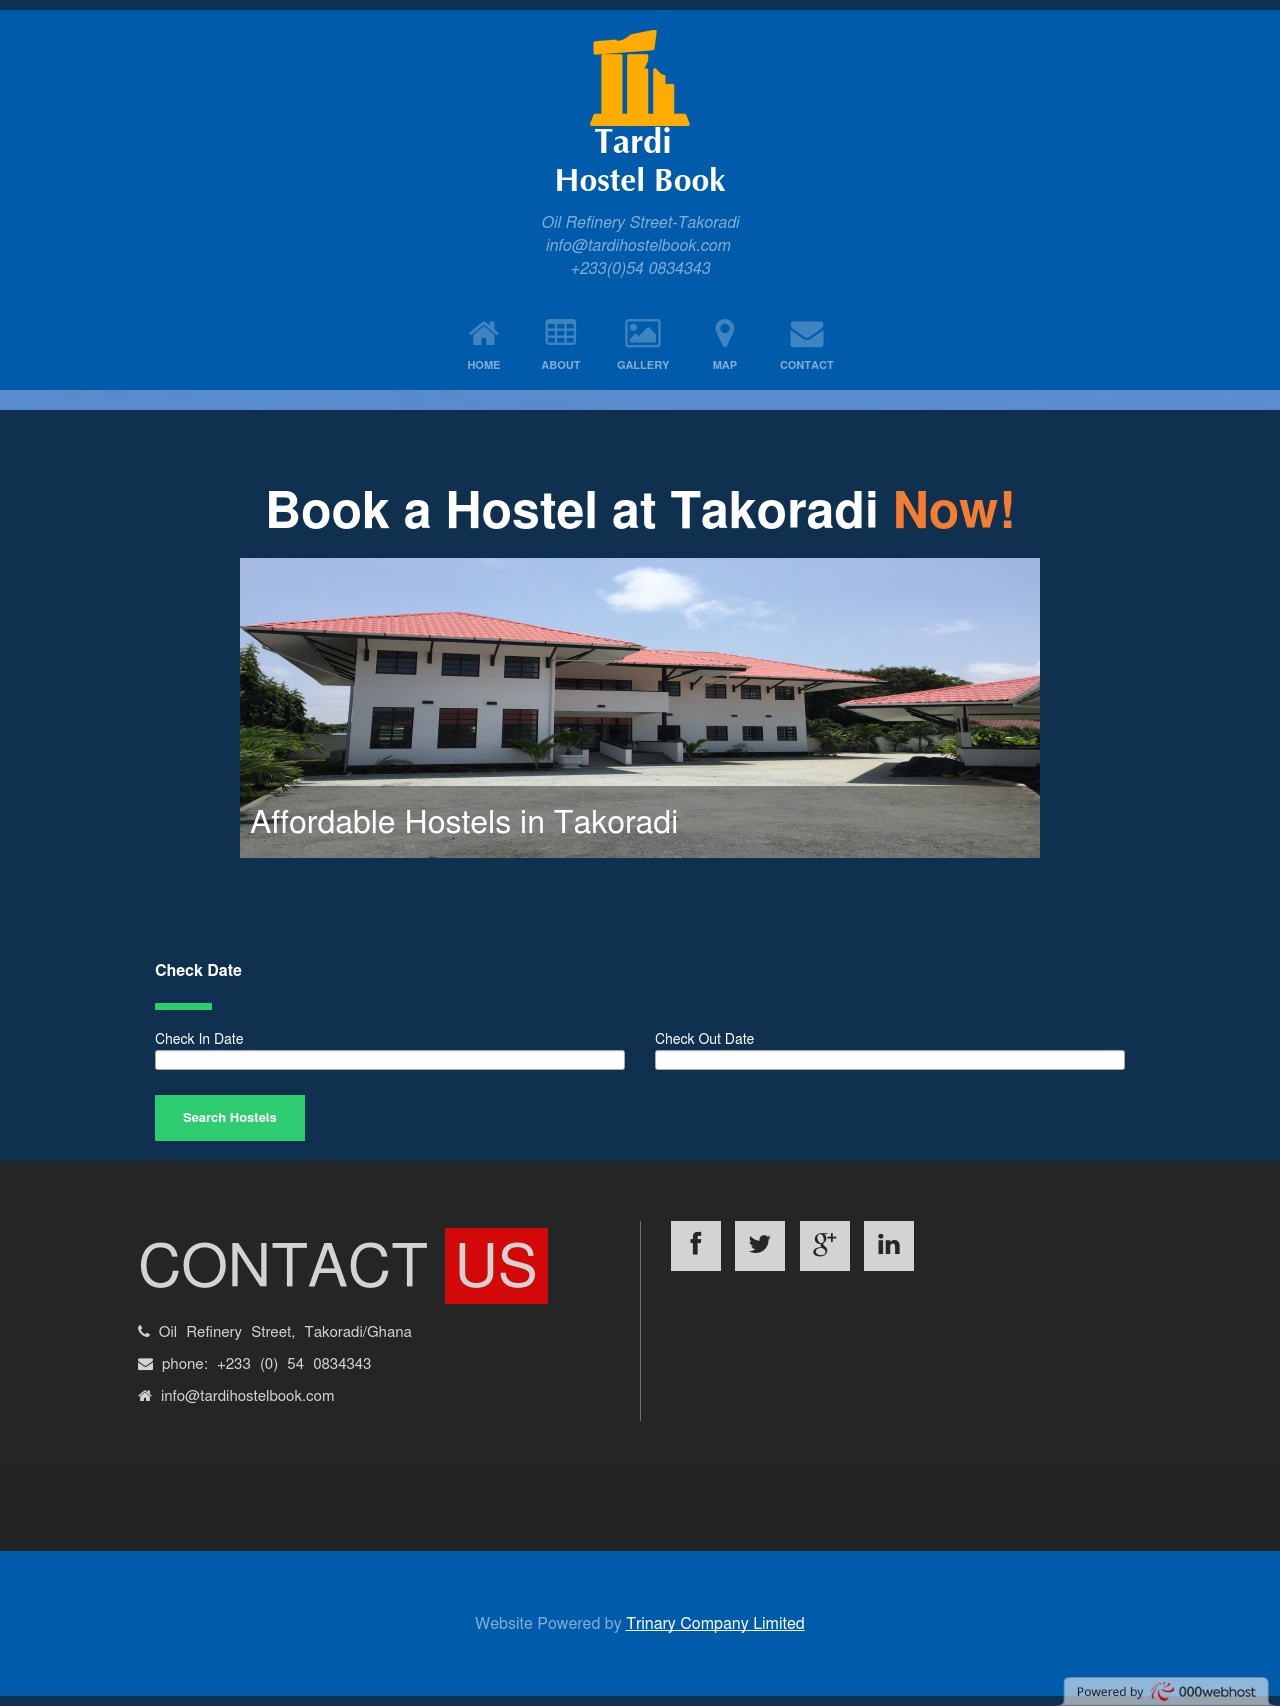 Tardi
Hostel Book
Oil Refinery Street-Takoradi
info@tardihostelbook.com
+233(0)54 0834343
HOME ABOUT GALLERY MAP CONTACT
Book a Hostel at Takoradi Now!
Affordable Hostels in Takoradi
Check Date
Check In Date Check Out Date
Search Hostels
CONTACT US
Oil Refinery Street, Takoradi/Ghana
phone: +233 (0) 54 0834343
info@tardihostelbook.com
Website Powered by Trinary Company Limited
Powered by 000webhost